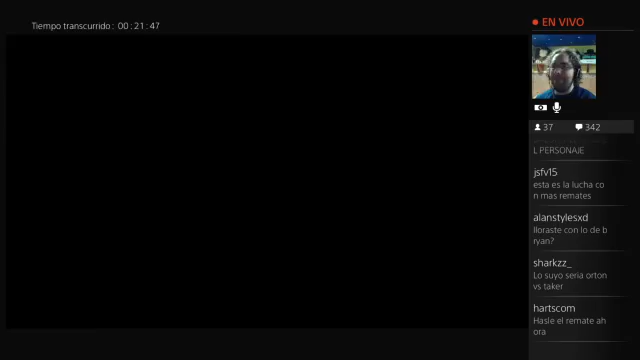 Tiempo transcurrido: 00:21:47
EN VIVO
37
342
L PERSONAJE
jsfv15
esta es la lucha co
n mas remates
alanstylesxd
lloraste con lo de b
ryan?
sharkzz_
Lo suyo seria orton
vs taker
hartscom
Hasle el remate ah
ora